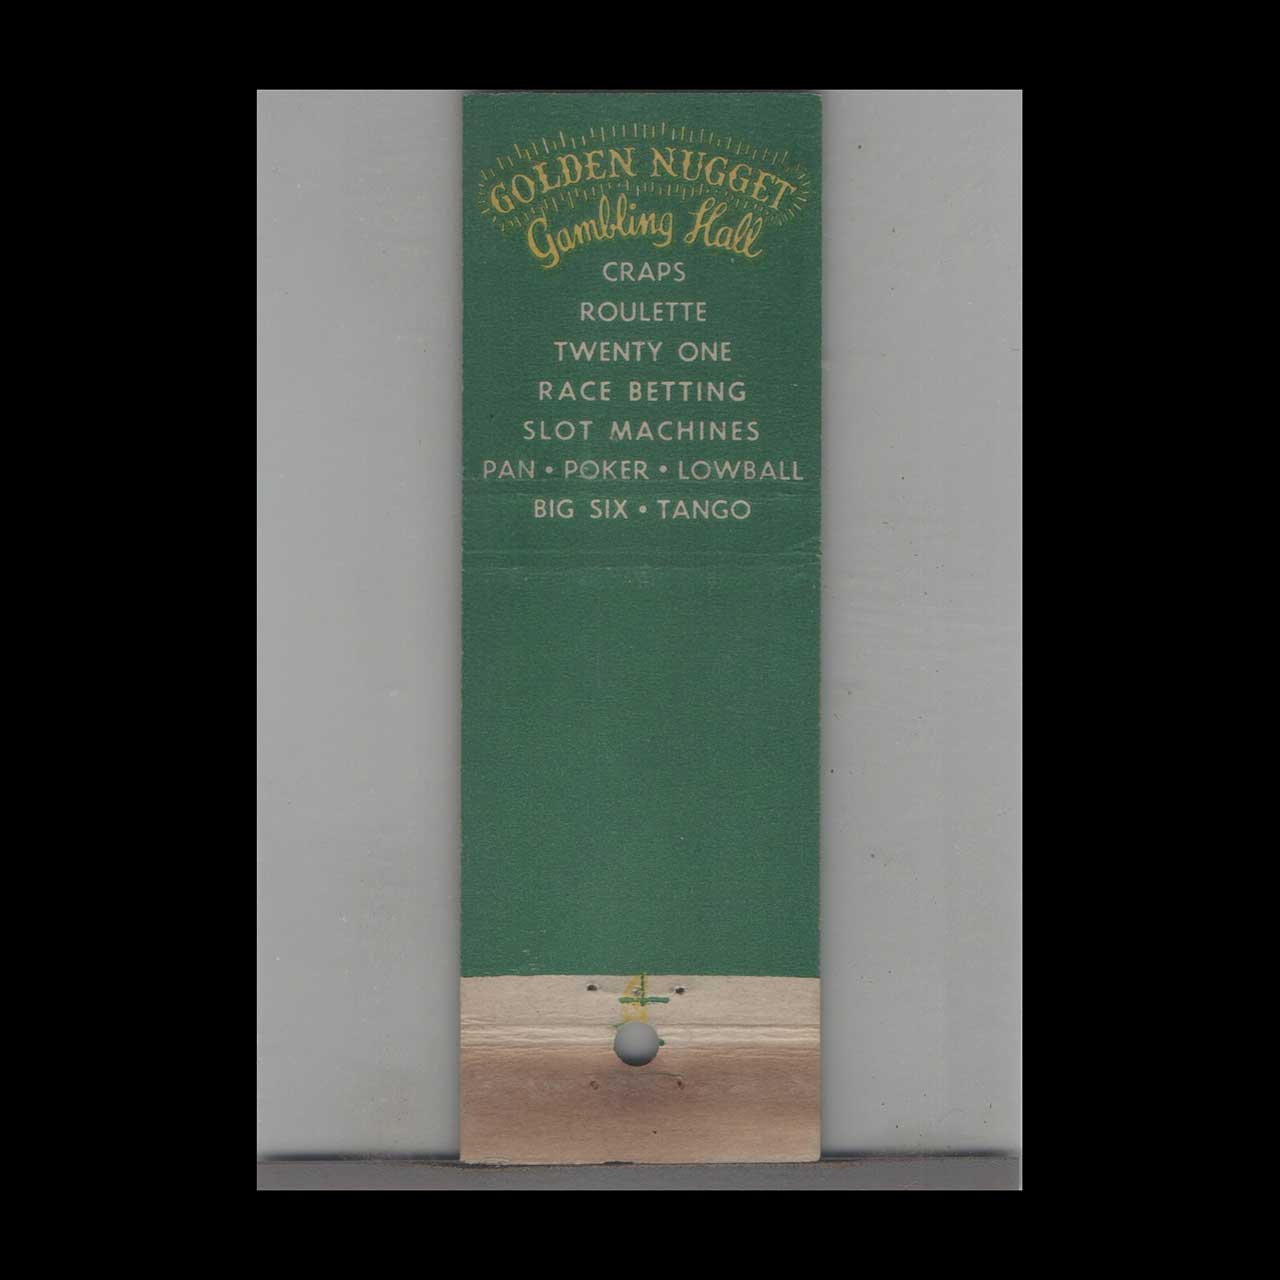 GOLDEN NUGGET
Gambling Hall
CRAPS
ROULETTE
TWENTY ONE
RACE BETTING
SLOT MACHINES
PAN • POKER • LOWBALL
BIG SIX • TANGO